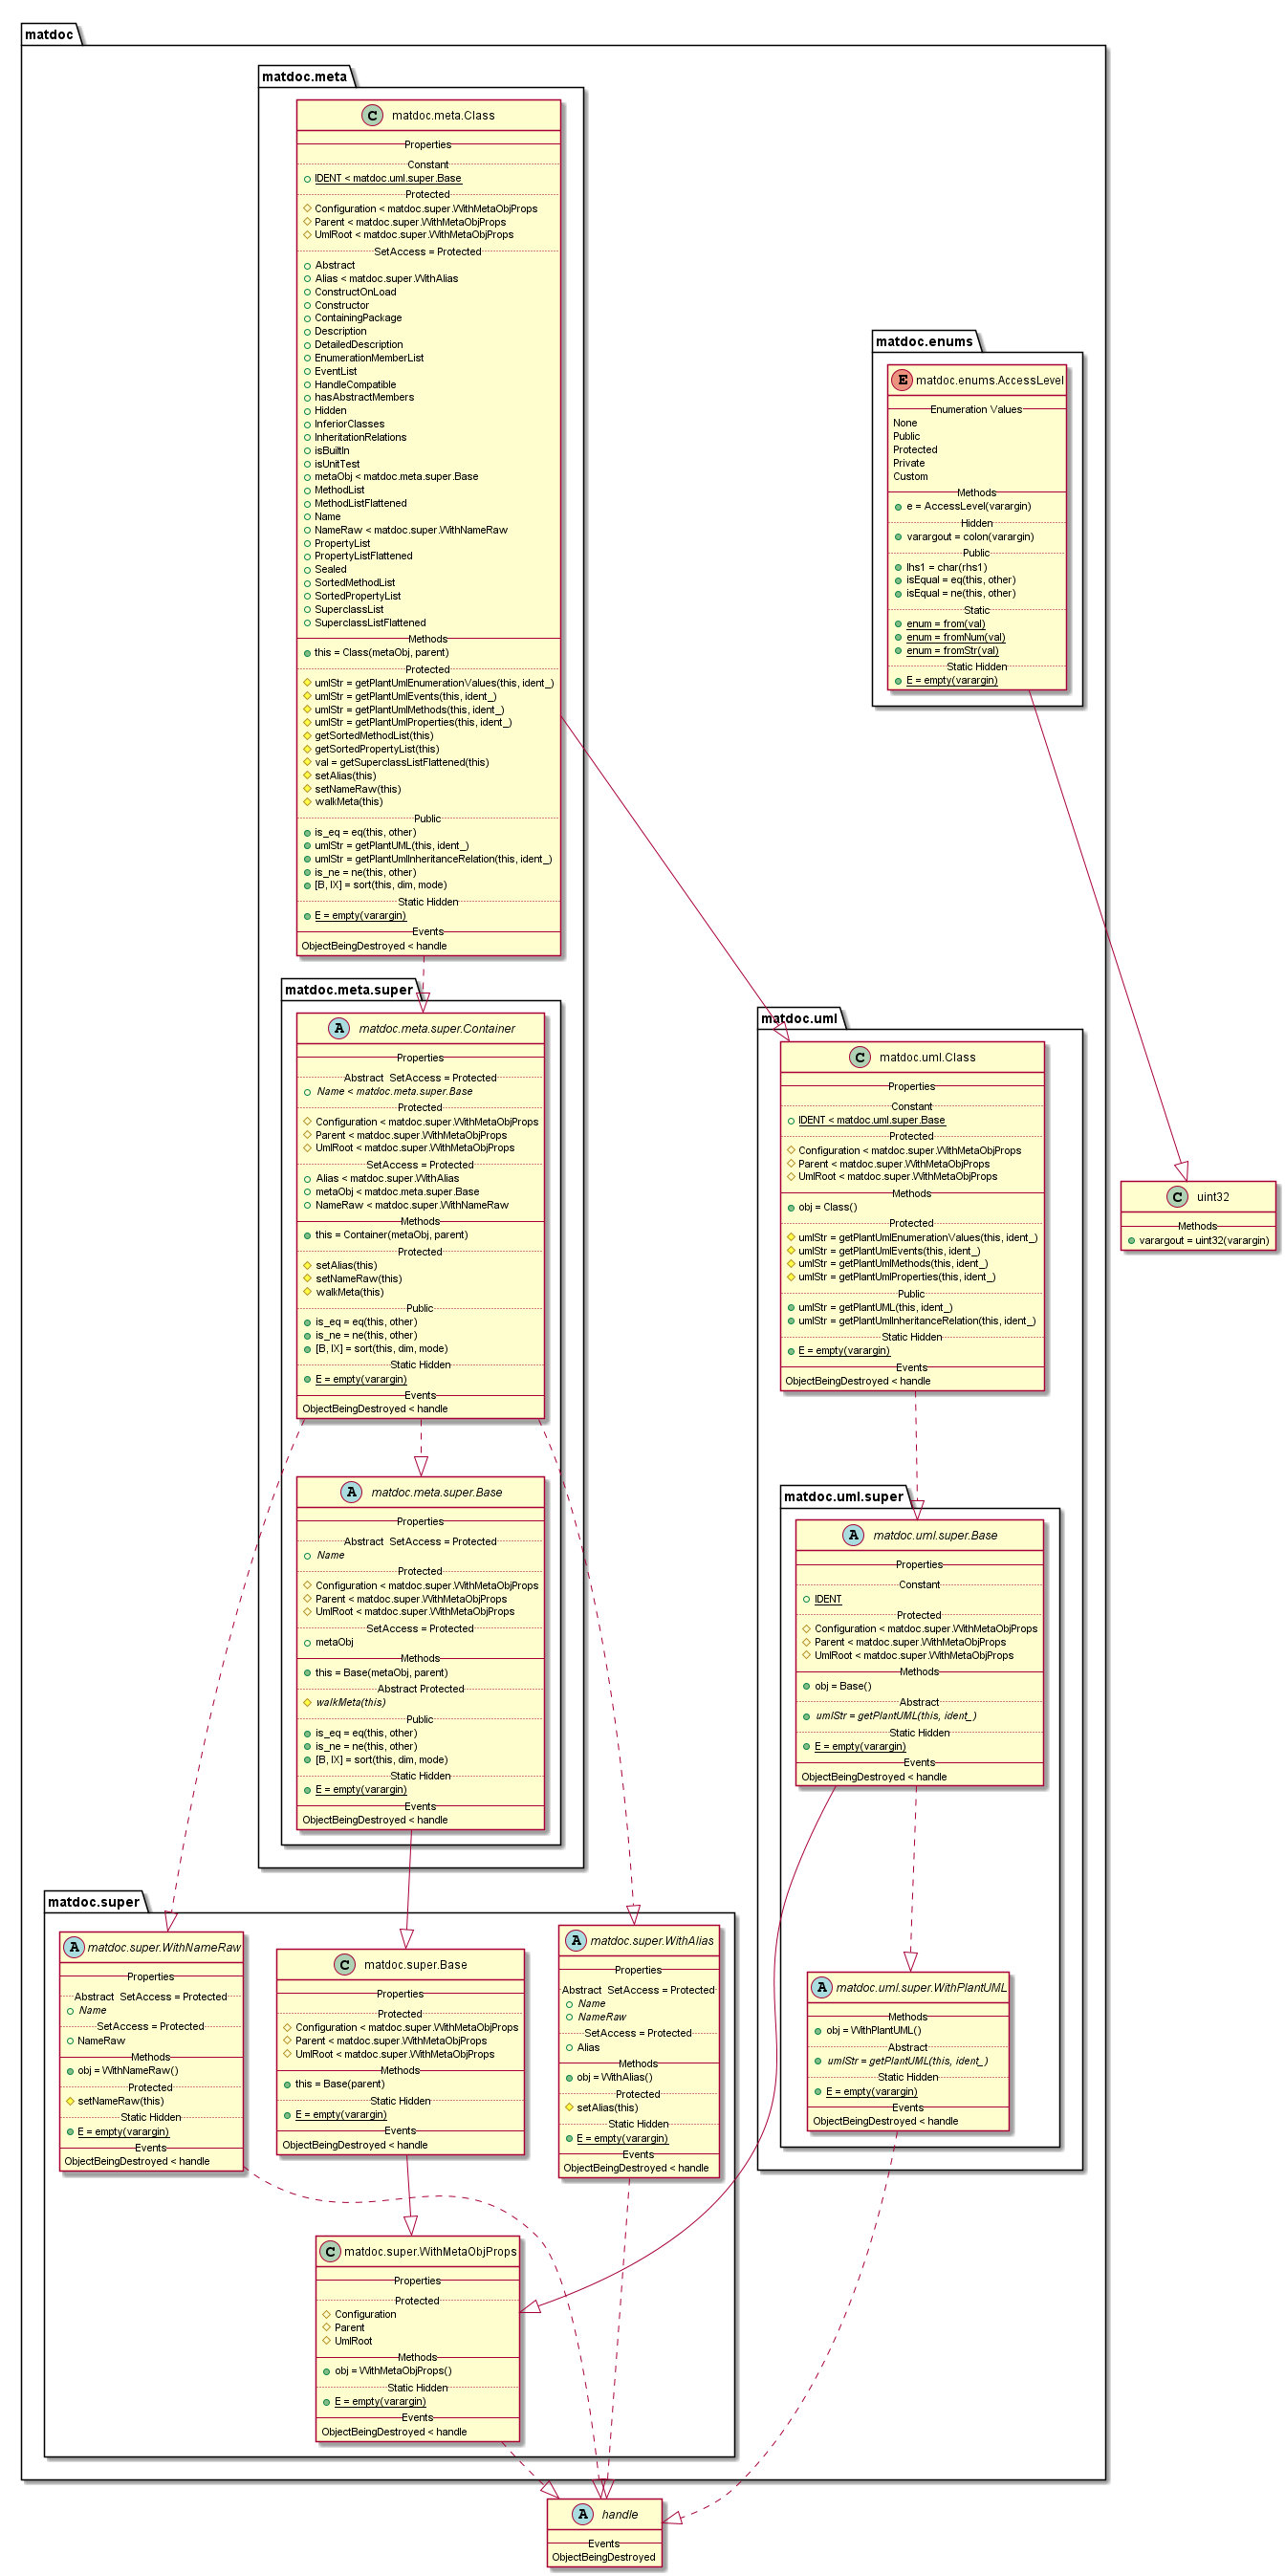 matdoc
matdoc.meta
C matdoc.meta.Class
Properties
Constant
IDENT < matdoc.uml.super.Base
Protected
Configuration < matdoc.super.WithMetaObjProps
Parent < matdoc.super.WithMetaObjProps
UmlRoot < matdoc.super.WithMetaObjProps
SetAccess = Protected
Abstract
Alias < matdoc.super.WithAlias
ConstructOnLoad
Constructor
ContainingPackage
Description
DetailedDescription
EnumerationMemberList
EventList
HandleCompatible
hasAbstractMembers
Hidden
InferiorClasses
InheritationRelations
isBuiltIn
isUnitTest
metaObj < matdoc.meta.super.Base
MethodList
MethodListFlattened
Name
NameRaw < matdoc.super.WithNameRaw
PropertyList
PropertyListFlattened
Sealed
SortedMethodList
SortedPropertyList
SuperclassList
SuperclassListFlattened
Methods
this = Class(metaObj, parent)
Protected
umlStr = getPlantUmlEnumerationValues(this, ident_)
umlStr = getPlantUmlEvents(this, ident_)
umlStr = getPlantUmlMethods(this, ident_)
umlStr = getPlantUmlProperties(this, ident_)
getSortedMethodList(this)
getSortedPropertyList(this)
val = getSuperclassListFlattened(this)
setAlias(this)
setNameRaw(this)
walkMeta(this)
Public
is_eq = eq(this, other)
umlStr = getPlantUML(this, ident_)
umlStr = getPlantUmlInheritanceRelation(this, ident_)
is_ne = ne(this, other)
[B, IX] = sort(this, dim, mode)
Static Hidden
E = empty(varargin)
Events
ObjectBeingDestroyed < handle
matdoc.enums
E matdoc.enums.AccessLevel
Enumeration Values
None
Public
Protected
Private
Custom
Methods
e = AccessLevel(varargin)
Hidden
varargout = colon(varargin)
Public
lhs1 = char(rhs1)
isEqual = eq(this, other)
isEqual = ne(this, other)
Static
enum = from(val)
enum = fromNum(val)
enum = fromStr(val)
Static Hidden
E = empty(varargin)
matdoc.meta.super
A matdoc.meta.super.Container
Properties
Abstract SetAccess = Protected
Name < matdoc.meta.super.Base
Protected
Configuration < matdoc.super.WithMetaObjProps
Parent < matdoc.super.WithMetaObjProps
UmlRoot < matdoc.super.WithMetaObjProps
SetAccess = Protected
Alias < matdoc.super.WithAlias
metaObj < matdoc.meta.super.Base
NameRaw < matdoc.super.WithNameRaw
Methods
this = Container(metaObj, parent)
Protected
setAlias(this)
setNameRaw(this)
walkMeta(this)
Public
is_eq = eq(this, other)
is_ne = ne(this, other)
[B, IX] = sort(this, dim, mode)
Static Hidden
E = empty(varargin)
Events
ObjectBeingDestroyed < handle
matdoc.uml
C matdoc.uml.Class
Properties
Constant
IDENT < matdoc.uml.super.Base
Protected
Configuration < matdoc.super.WithMetaObjProps
Parent < matdoc.super.WithMetaObjProps
UmlRoot < matdoc.super.WithMetaObjProps
Methods
obj = Class()
Protected
umlStr = getPlantUmlEnumerationValues(this, ident_)
umlStr = getPlantUmlEvents(this, ident_)
umlStr = getPlantUmlMethods(this, ident_)
umlStr = getPlantUmlProperties(this, ident_)
Public
umlStr = getPlantUML(this, ident_)
umlStr = getPlantUmlInheritanceRelation(this, ident_)
Static Hidden
E = empty(varargin)
Events
ObjectBeingDestroyed < handle
C uint32
Methods
varargout = uint32(varargin)
A matdoc.meta.super.Base
Properties
Abstract SetAccess = Protected
Name
Protected
Configuration < matdoc.super.WithMetaObjProps
Parent < matdoc.super.WithMetaObjProps
UmlRoot < matdoc.super.WithMetaObjProps
SetAccess = Protected
metaObj
Methods
this = Base(metaObj, parent)
Abstract Protected
walkMeta(this)
Public
is_eq = eq(this, other)
is_ne = ne(this, other)
[B, IX] = sort(this, dim, mode)
Static Hidden
E = empty(varargin)
Events
ObjectBeingDestroyed < handle
matdoc.uml.super
A matdoc.uml.super.Base
Properties
Constant
IDENT
Protected
Configuration < matdoc.super.WithMetaObjProps
Parent < matdoc.super.WithMetaObjProps
UmlRoot < matdoc.super.WithMetaObjProps
Methods
obj = Base()
Abstract
umlStr = getPlantUML(this, ident_)
Static Hidden
E = empty(varargin)
Events
ObjectBeingDestroyed < handle
matdoc.super
A matdoc.super.WithNameRaw
Properties
Abstract SetAccess = Protected
Name
SetAccess = Protected
NameRaw
Methods
obj = WithNameRaw()
Protected
setNameRaw(this)
Static Hidden
E = empty(varargin)
Events
ObjectBeingDestroyed < handle
C matdoc.super.Base
Properties
Protected
Configuration < matdoc.super.WithMetaObjProps
Parent < matdoc.super.WithMetaObjProps
UmlRoot < matdoc.super.WithMetaObjProps
Methods
this = Base(parent)
Static Hidden
E = empty(varargin)
Events
ObjectBeingDestroyed < handle
A matdoc.super.WithAlias
Properties
Abstract SetAccess = Protected
Name
NameRaw
SetAccess = Protected
Alias
Methods
obj = WithAlias()
Protected
setAlias(this)
Static Hidden
E = empty(varargin)
Events
ObjectBeingDestroyed < handle
A matdoc.uml.super.WithPlantUML
Methods
obj = WithPlantUML()
Abstract
umlStr = getPlantUML(this, ident_)
Static Hidden
E = empty(varargin)
Events
ObjectBeingDestroyed < handle
C matdoc.super.WithMetaObjProps
Properties
Protected
Configuration
Parent
UmlRoot
Methods
obj = WithMetaObjProps()
Static Hidden
E = empty(varargin)
Events
ObjectBeingDestroyed < handle
A handle
Events
ObjectBeingDestroyed